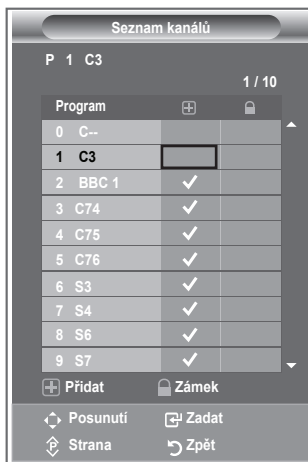 Seznam kanálů
P 1 C3
1 / 10
Program
0 C--
1 C3
2 BBC 1
3 C74
4 C75
5 C76
6 S3
7 S4
8 S6
9 S7
Přidat Zámek
Posunutí Zadat
P Strana Zpět